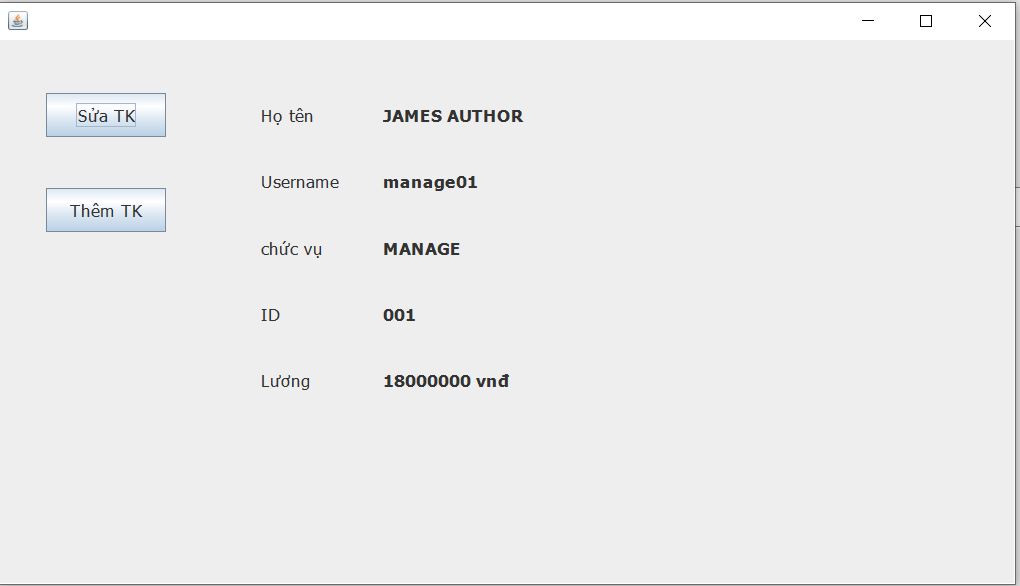 Sửa TK
Thêm TK
Họ tên JAMES AUTHOR
Username manage01
chức vụ MANAGE
ID 001
Lương 18000000 vnđ